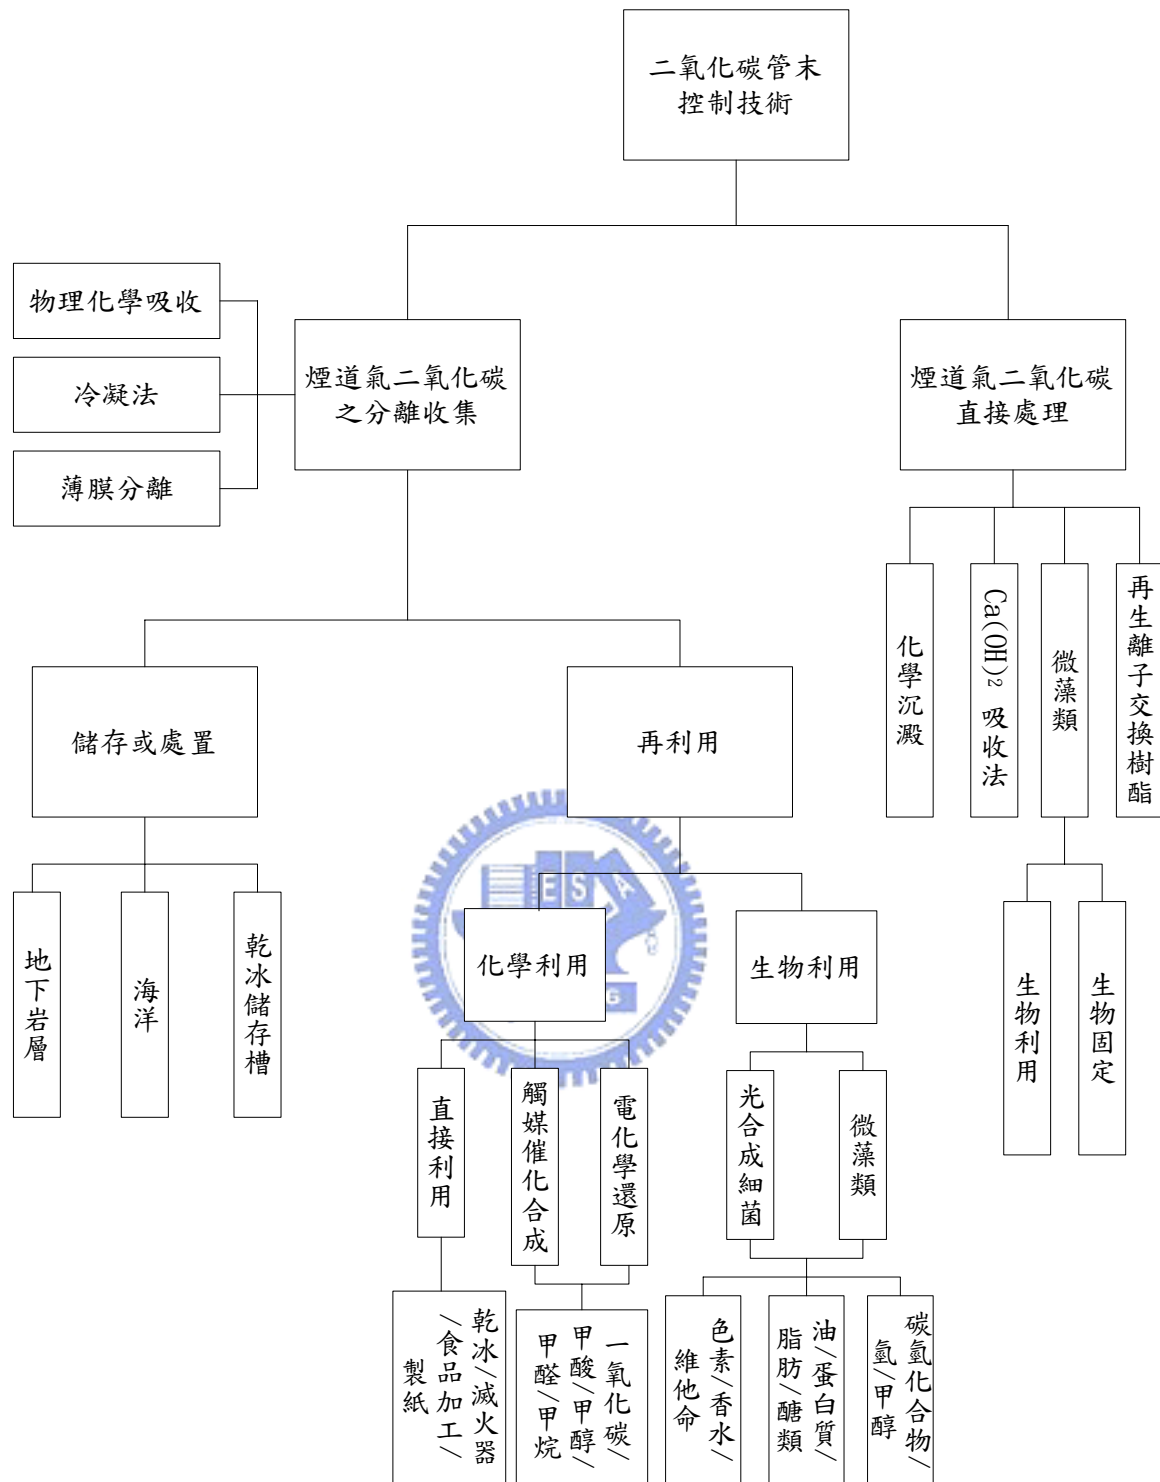 二氧化碳管末
控制技術
物理化學吸收
冷凝法
薄膜分離
煙道氣二氧化碳
之分離收集
煙道氣二氧化碳
直接處理
化學沉澱
Ca(OH)2 吸收法
微藻類
再生離子交換樹酯
儲存或處置
再利用
地下岩層
海洋
乾冰儲存槽
E S A
6
化學利用
生物利用
生物利用
生物固定
直接利用
觸媒催化合成
電化學還原
光合成細菌
微藻類
乾冰/滅火器
/食品加工/
製紙
一氧化碳/
甲酸/甲醇/
甲醛/甲烷
色素/香水/
維他命
油/蛋白質/
脂肪/醣類
碳氫化合物/
氫/甲醇